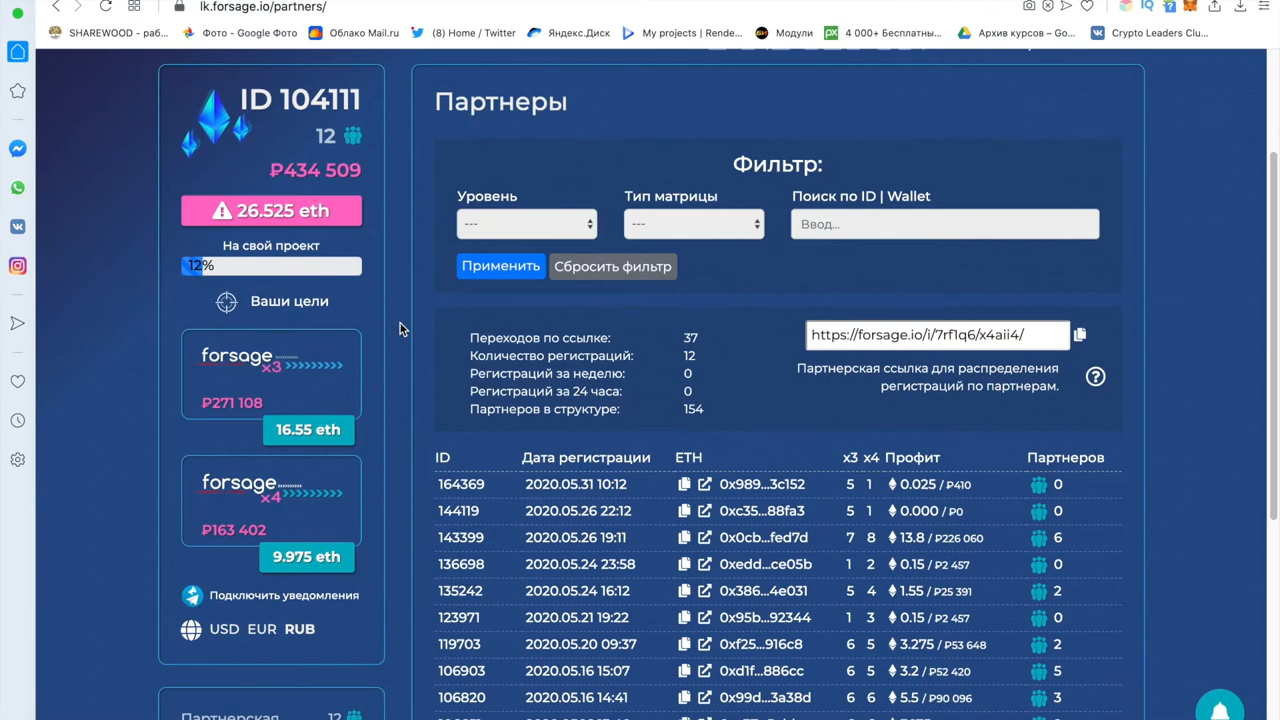 lk.forsage.io/partners/
SHAREWOOD - раб...
Фото - Google Фото
Облако Mail.ru
(8) Home / Twitter
Яндекс.Диск
My projects | Rende...
Модули
4 000+ Бесплатны...
Архив курсов – Go...
Crypto Leaders Clu...
ID 104111
12
₽434 509
26.525 eth
На свой проект
12%
Ваши цели
forsage x3
₽271 108
16.55 eth
forsage x4
₽163 402
9.975 eth
Подключить уведомления
USD EUR RUB
Партнерская 12
Партнеры
Фильтр:
Уровень Тип матрицы Поиск по ID | Wallet
--- --- Ввод...
Применить Сбросить фильтр
Переходов по ссылке: 37
Количество регистраций: 12
Регистраций за неделю: 0
Регистраций за 24 часа: 0
Партнеров в структуре: 154
https://forsage.io/i/7rf1q6/x4aii4/
Партнерская ссылка для распределения
регистраций по партнерам.
ID Дата регистрации ETH x3 x4 Профит Партнеров
164369 2020.05.31 10:12 0x989...3c152 5 1 0.025 / ₽410 0
144119 2020.05.26 22:12 0xc35...88fa3 5 1 0.000 / ₽0 0
143399 2020.05.26 19:11 0x0cb...fed7d 7 8 13.8 / ₽226 060 6
136698 2020.05.24 23:58 0xedd...ce05b 1 2 0.15 / ₽2 457 0
135242 2020.05.24 16:12 0x386...4e031 5 4 1.55 / ₽25 391 2
123971 2020.05.21 19:22 0x95b...92344 1 3 0.15 / ₽2 457 0
119703 2020.05.20 09:37 0xf25...916c8 6 5 3.275 / ₽53 648 2
106903 2020.05.16 15:07 0xd1f...886cc 6 5 3.2 / ₽52 420 5
106820 2020.05.16 14:41 0x99d...3a38d 6 6 5.5 / ₽90 096 3